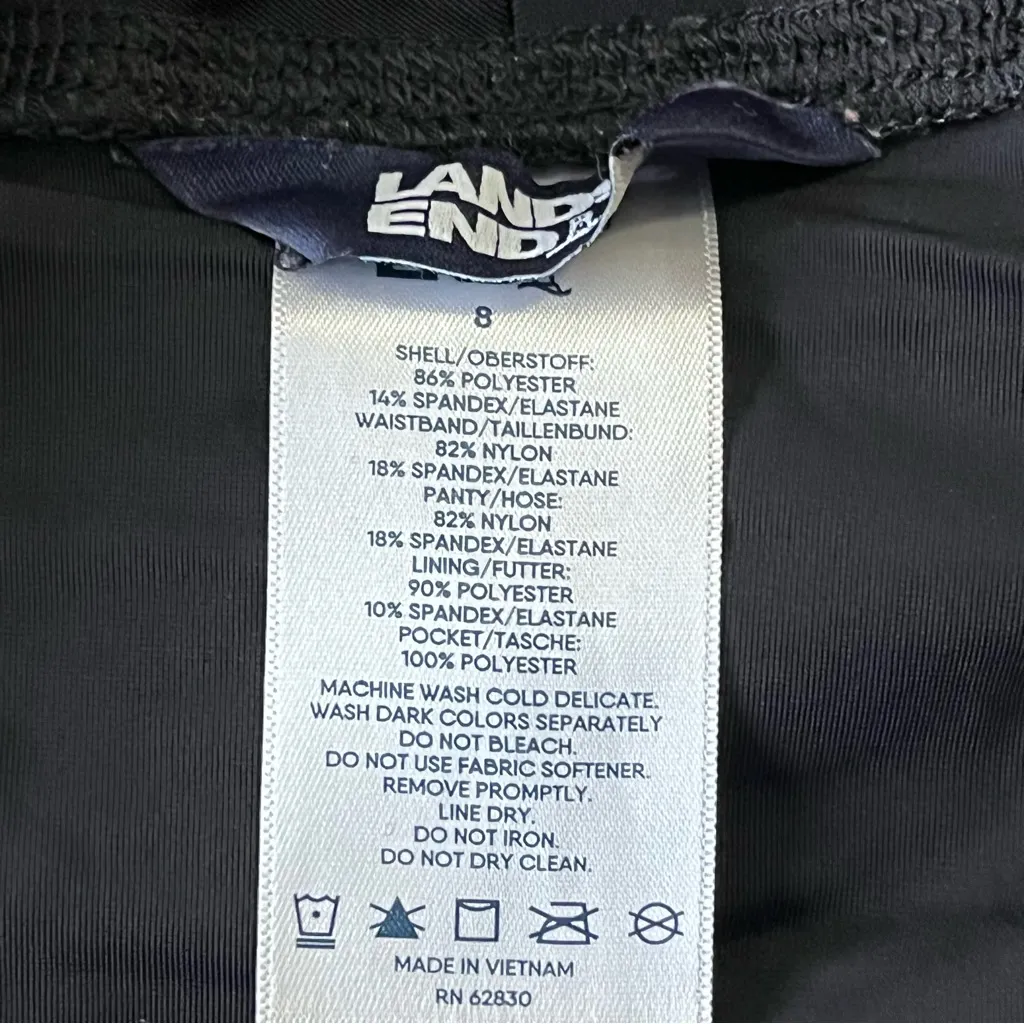 LANDS'
END
8
SHELL/OBERSTOFF:
86% POLYESTER
14% SPANDEX/ELASTANE
WAISTBAND/TAILLENBUND:
82% NYLON
18% SPANDEX/ELASTANE
PANTY/HOSE:
82% NYLON
18% SPANDEX/ELASTANE
LINING/FUTTER:
90% POLYESTER
10% SPANDEX/ELASTANE
POCKET/TASCHE:
100% POLYESTER
MACHINE WASH COLD DELICATE.
WASH DARK COLORS SEPARATELY
DO NOT BLEACH.
DO NOT USE FABRIC SOFTENER.
REMOVE PROMPTLY.
LINE DRY.
DO NOT IRON.
DO NOT DRY CLEAN.
MADE IN VIETNAM
RN 62830